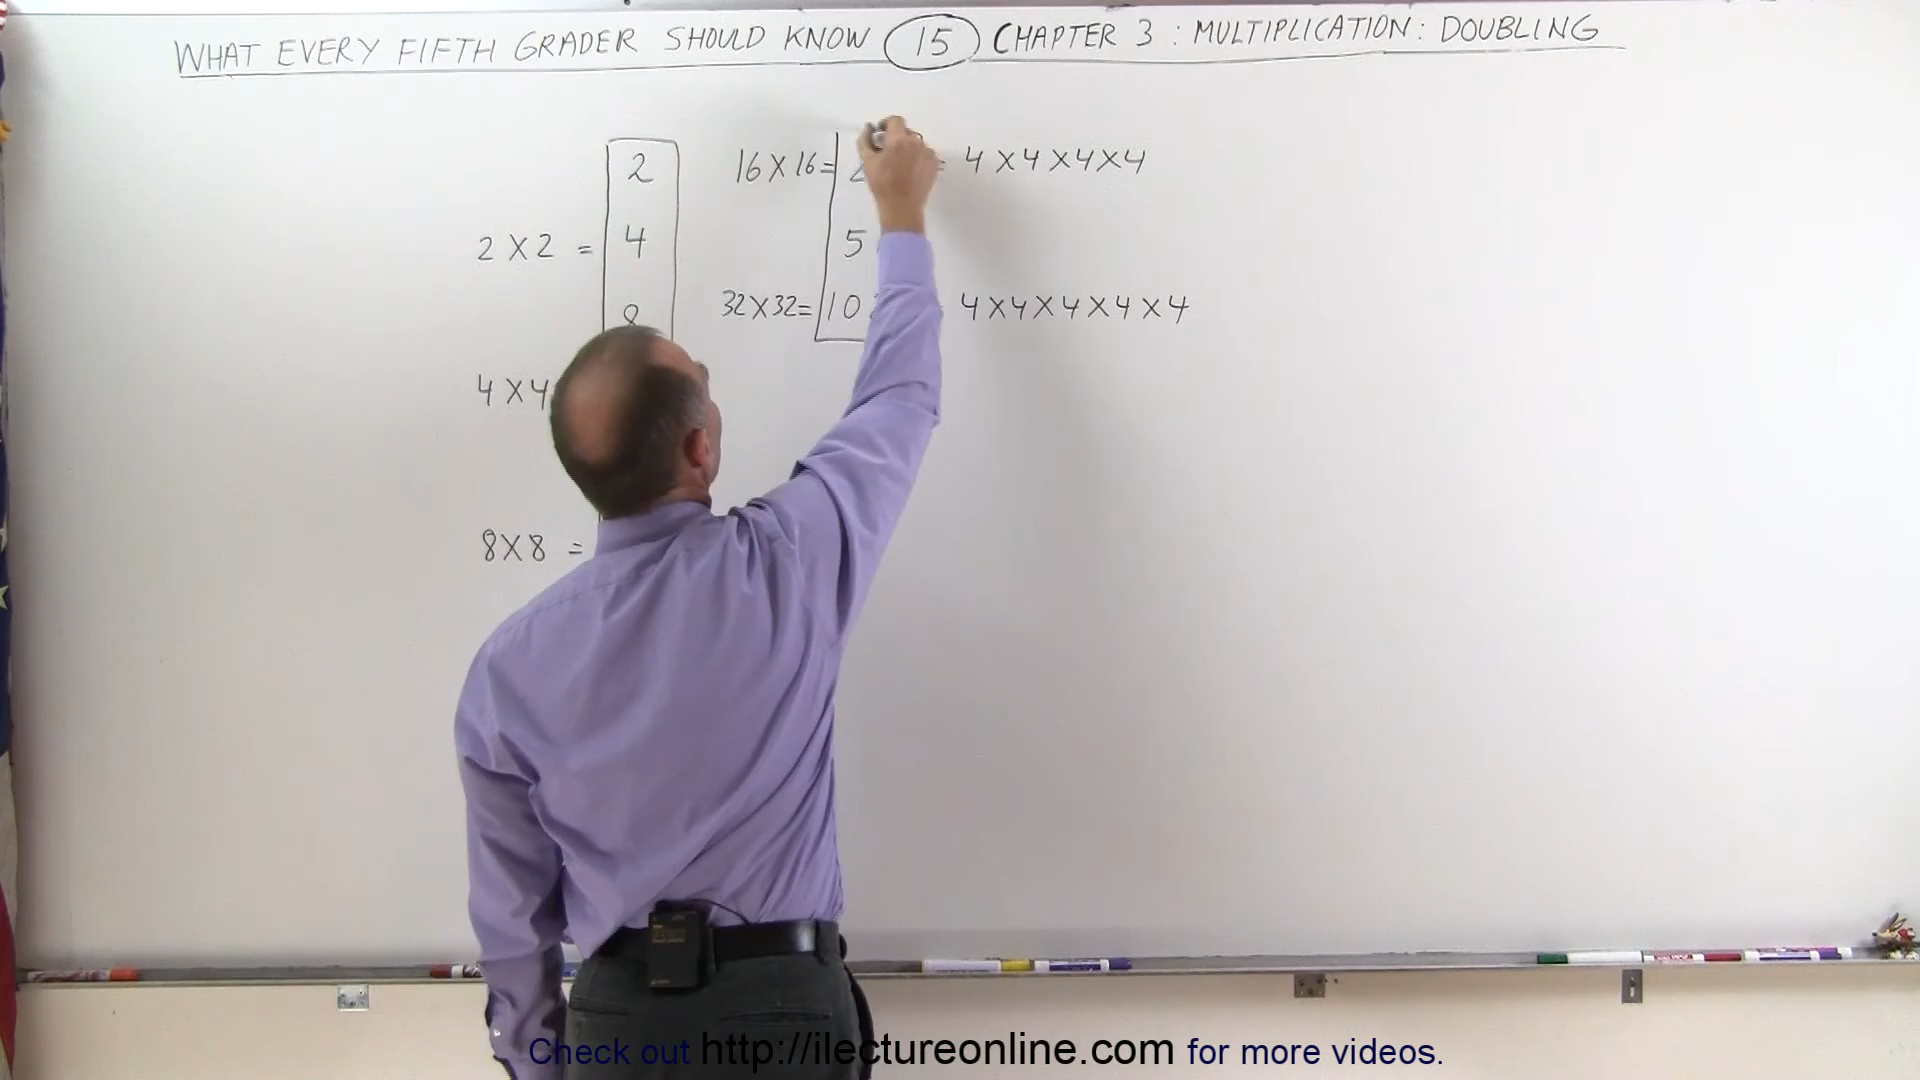 WHAT EVERY FIFTH GRADER SHOULD KNOW 15 CHAPTER 3 : MULTIPLICATION : DOUBLING
2
16 X 16 =
= 4 X 4 X 4 X 4
2 X 2 = 4
5
8
32 X 32 = 10
4 X 4 X 4 X 4 X 4
4 X 4
8 X 8 =
Check out http://ilectureonline.com for more videos.